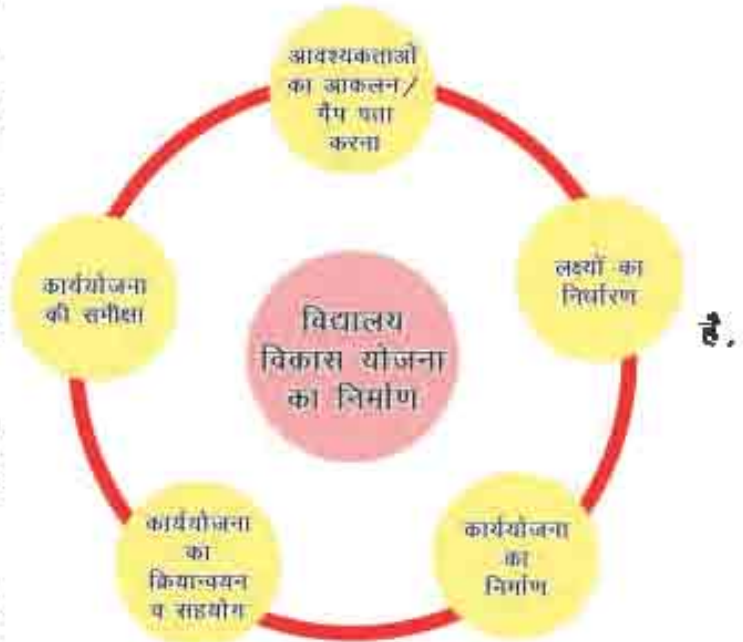 आवश्यकताओं
का आकलन/
गैप पता
करना
लक्ष्यों का
निर्धारण
है.
कार्ययोजना
की समीक्षा
विद्यालय
विकास योजना
का निर्माण
कार्ययोजना
का
क्रियान्वयन
व सहयोग
कार्ययोजना
का
निर्माण